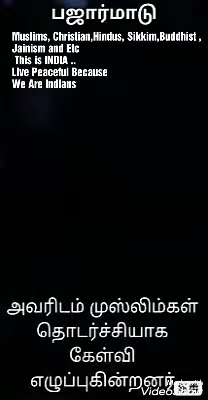 பஜார்மாடு
Muslims, Christian,Hindus, Sikkim,Buddhist ,
Jainism and Etc
This is INDIA ..
Live Peaceful Because
We Are Indians
அவரிடம் முஸ்லிம்கள்
தொடர்ச்சியாக
கேள்வி
எழுப்புகின்றனர்